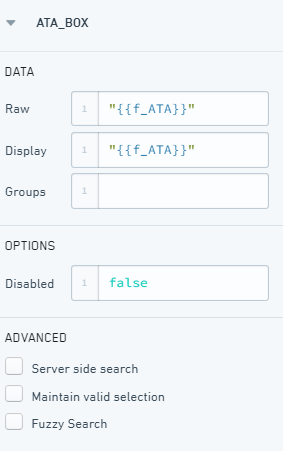 ATA_BOX
DATA
Raw 1 "{{f_ATA}}"
Display 1 "{{f_ATA}}"
Groups 1
OPTIONS
Disabled 1 false
ADVANCED
Server side search
Maintain valid selection
Fuzzy Search